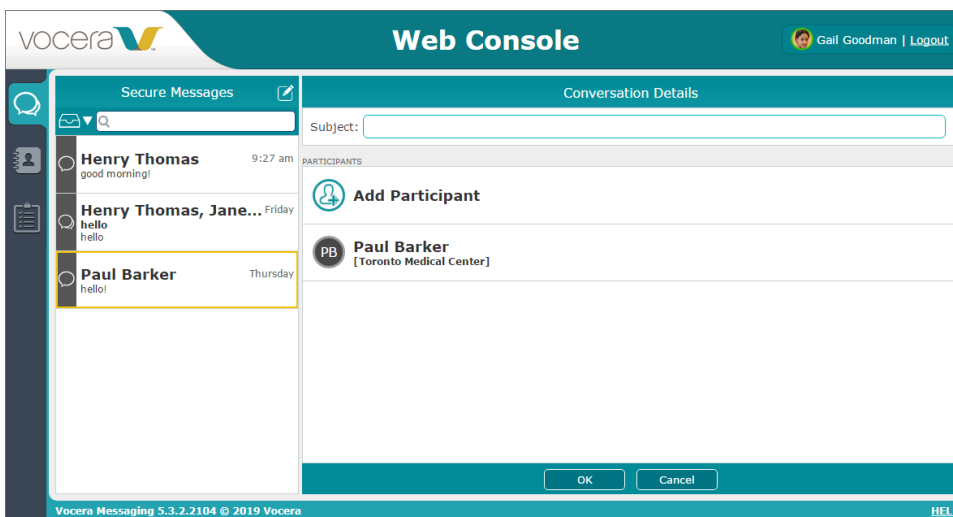 vocera
Web Console
Gail Goodman | Logout
Secure Messages
Conversation Details
Subject:
Henry Thomas 9:27 am
good morning!
Henry Thomas, Jane... Friday
hello
hello
Paul Barker Thursday
hello!
PARTICIPANTS
Add Participant
PB Paul Barker
[Toronto Medical Center]
OK Cancel
Vocera Messaging 5.3.2.2104 © 2019 Vocera
HEL